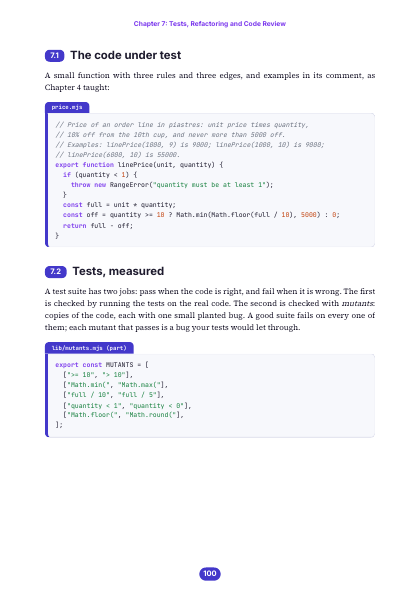 Chapter 7: Tests, Refactoring and Code Review
7.1 The code under test
A small function with three rules and three edges, and examples in its comment, as
Chapter 4 taught:
price.mjs
// Price of an order line in piastres: unit price times quantity,
// 10% off from the 10th cup, and never more than 5000 off.
// Examples: linePrice(1000, 9) is 9000; linePrice(1000, 10) is 9000;
// linePrice(6000, 10) is 55000.
export function linePrice(unit, quantity) {
  if (quantity < 1) {
    throw new RangeError("quantity must be at least 1");
  }
  const full = unit * quantity;
  const off = quantity >= 10 ? Math.min(Math.floor(full / 10), 5000) : 0;
  return full - off;
}
7.2 Tests, measured
A test suite has two jobs: pass when the code is right, and fail when it is wrong. The first
is checked by running the tests on the real code. The second is checked with mutants:
copies of the code, each with one small planted bug. A good suite fails on every one of
them; each mutant that passes is a bug your tests would let through.
lib/mutants.mjs (part)
export const MUTANTS = [
  [">= 10", "> 10"],
  ["Math.min(", "Math.max("],
  ["full / 10", "full / 5"],
  ["quantity < 1", "quantity < 0"],
  ["Math.floor(", "Math.round("],
];
100